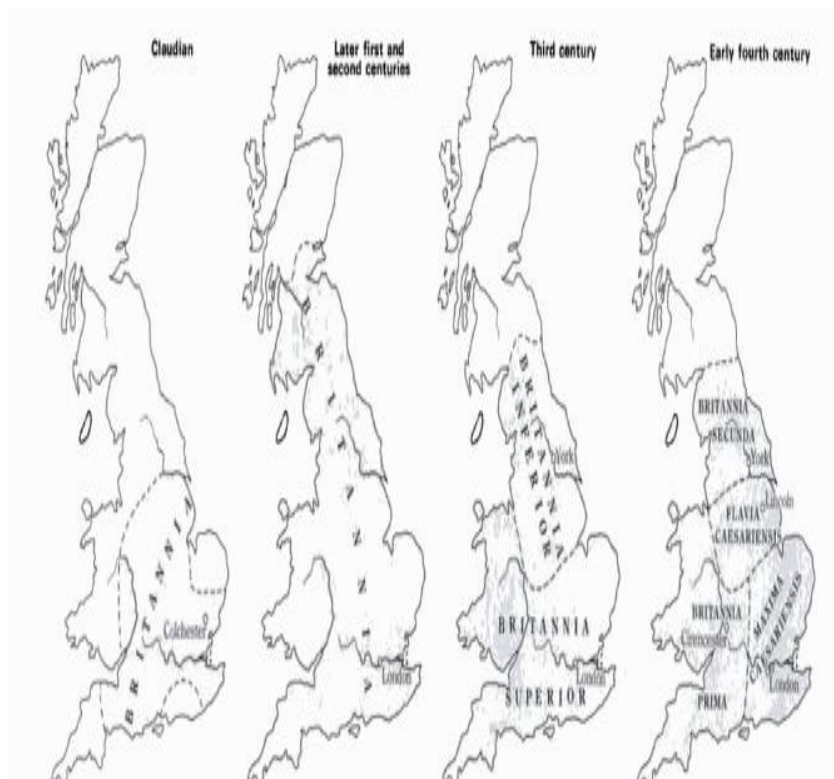 Claudian
Later first and
second centuries
Third century
Early fourth century
BRITANNIA
Colchester
BRITANNIA
London
BRITANNIA
INFERIOR
York
BRITANNIA
London
SUPERIOR
BRITANNIA
SECUNDA
York
Lincoln
FLAVIA
CAESARIENSIS
BRITANNIA
Cirencester
MAXIMA
CAESARIENSIS
London
PRIMA